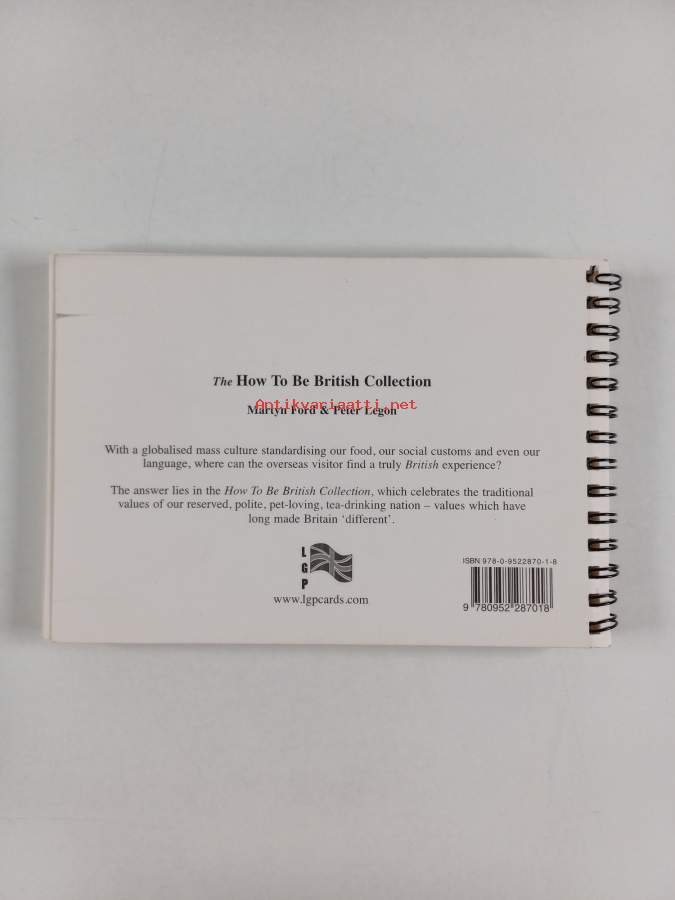 The How To Be British Collection
Antikvariaatti.net
Martyn Ford & Peter Legon
With a globalised mass culture standardising our food, our social customs and even our
language, where can the overseas visitor find a truly British experience?
The answer lies in the How To Be British Collection, which celebrates the traditional
values of our reserved, polite, pet-loving, tea-drinking nation – values which have
long made Britain ‘different’.
LGP
www.lgpcards.com
ISBN 978-0-9522870-1-8
9 780952 287018